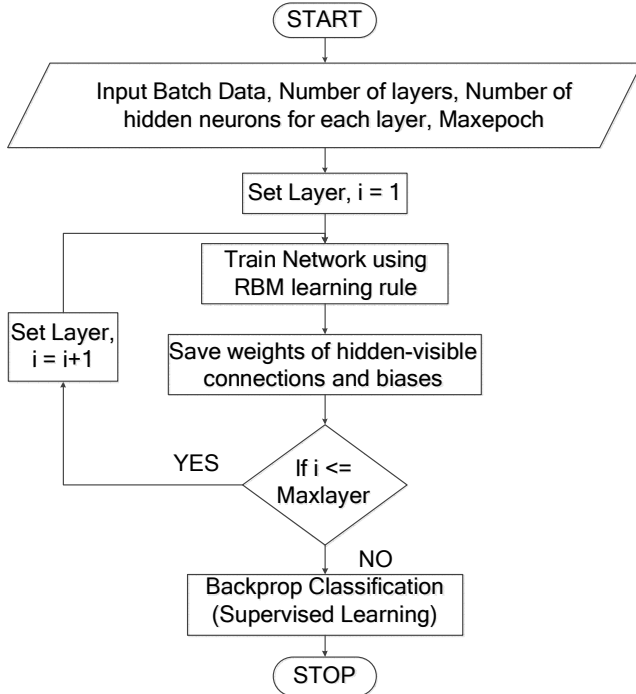 START
Input Batch Data, Number of layers, Number of
hidden neurons for each layer, Maxepoch
Set Layer, i = 1
Train Network using
RBM learning rule
Set Layer,
i = i+1
Save weights of hidden-visible
connections and biases
YES
If i <=
Maxlayer
NO
Backprop Classification
(Supervised Learning)
STOP